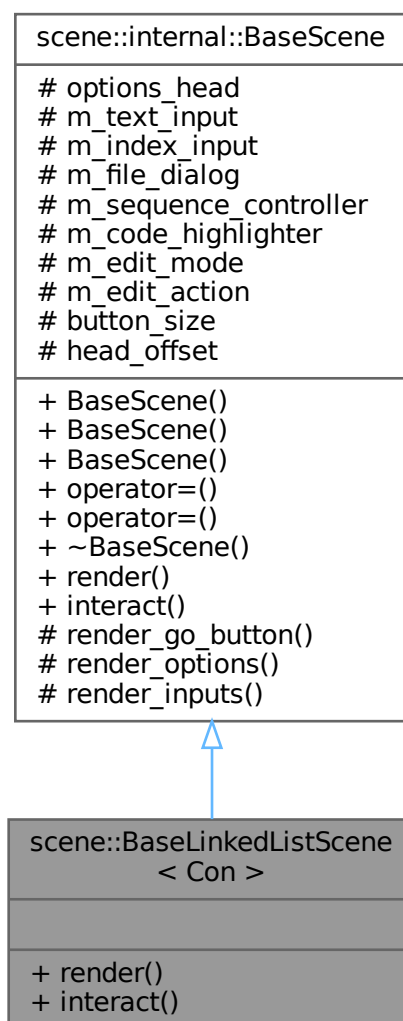 scene::internal::BaseScene
# options_head
# m_text_input
# m_index_input
# m_file_dialog
# m_sequence_controller
# m_code_highlighter
# m_edit_mode
# m_edit_action
# button_size
# head_offset
+ BaseScene()
+ BaseScene()
+ BaseScene()
+ operator=()
+ operator=()
+ ~BaseScene()
+ render()
+ interact()
# render_go_button()
# render_options()
# render_inputs()
scene::BaseLinkedListScene
< Con >
+ render()
+ interact()